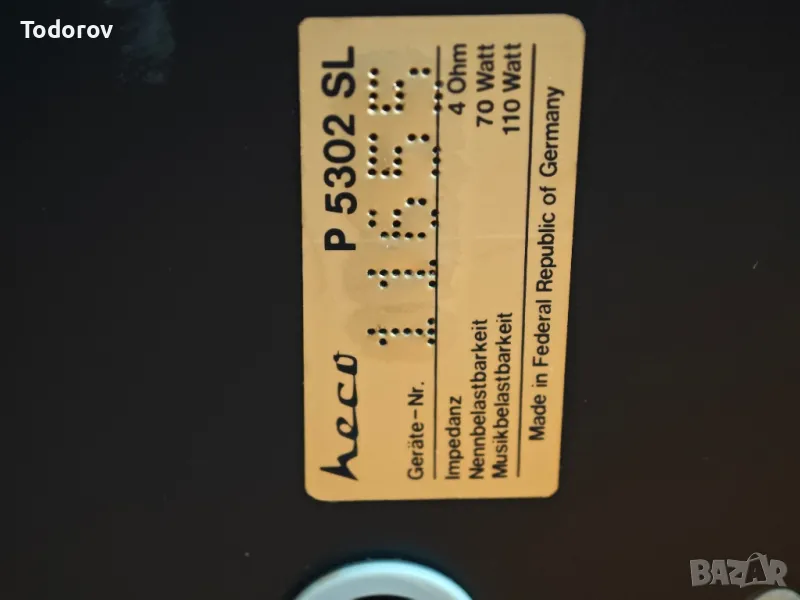 Todorov
heco P 5302 SL
Geräte-Nr. 11655
Impedanz 4 Ohm
Nennbelastbarkeit 70 Watt
Musikbelastbarkeit 110 Watt
Made in Federal Republic of Germany
BAZAR